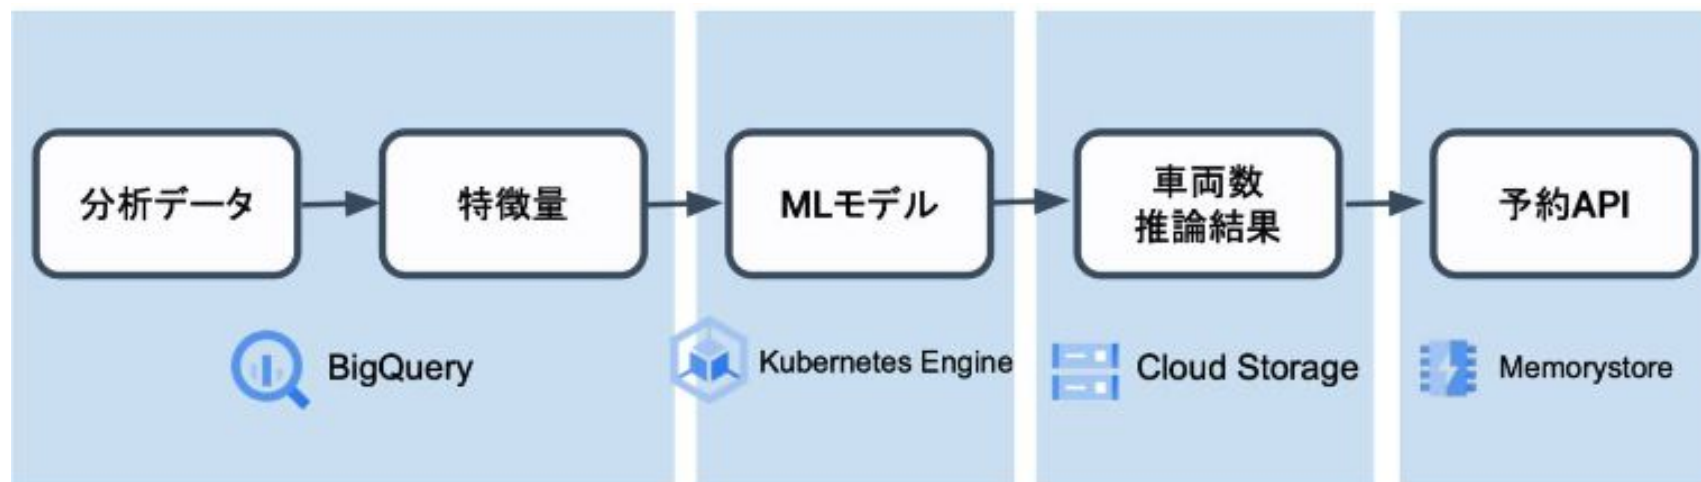 分析データ
特徴量
MLモデル
車両数
推論結果
予約API
BigQuery
Kubernetes Engine
Cloud Storage
Memorystore